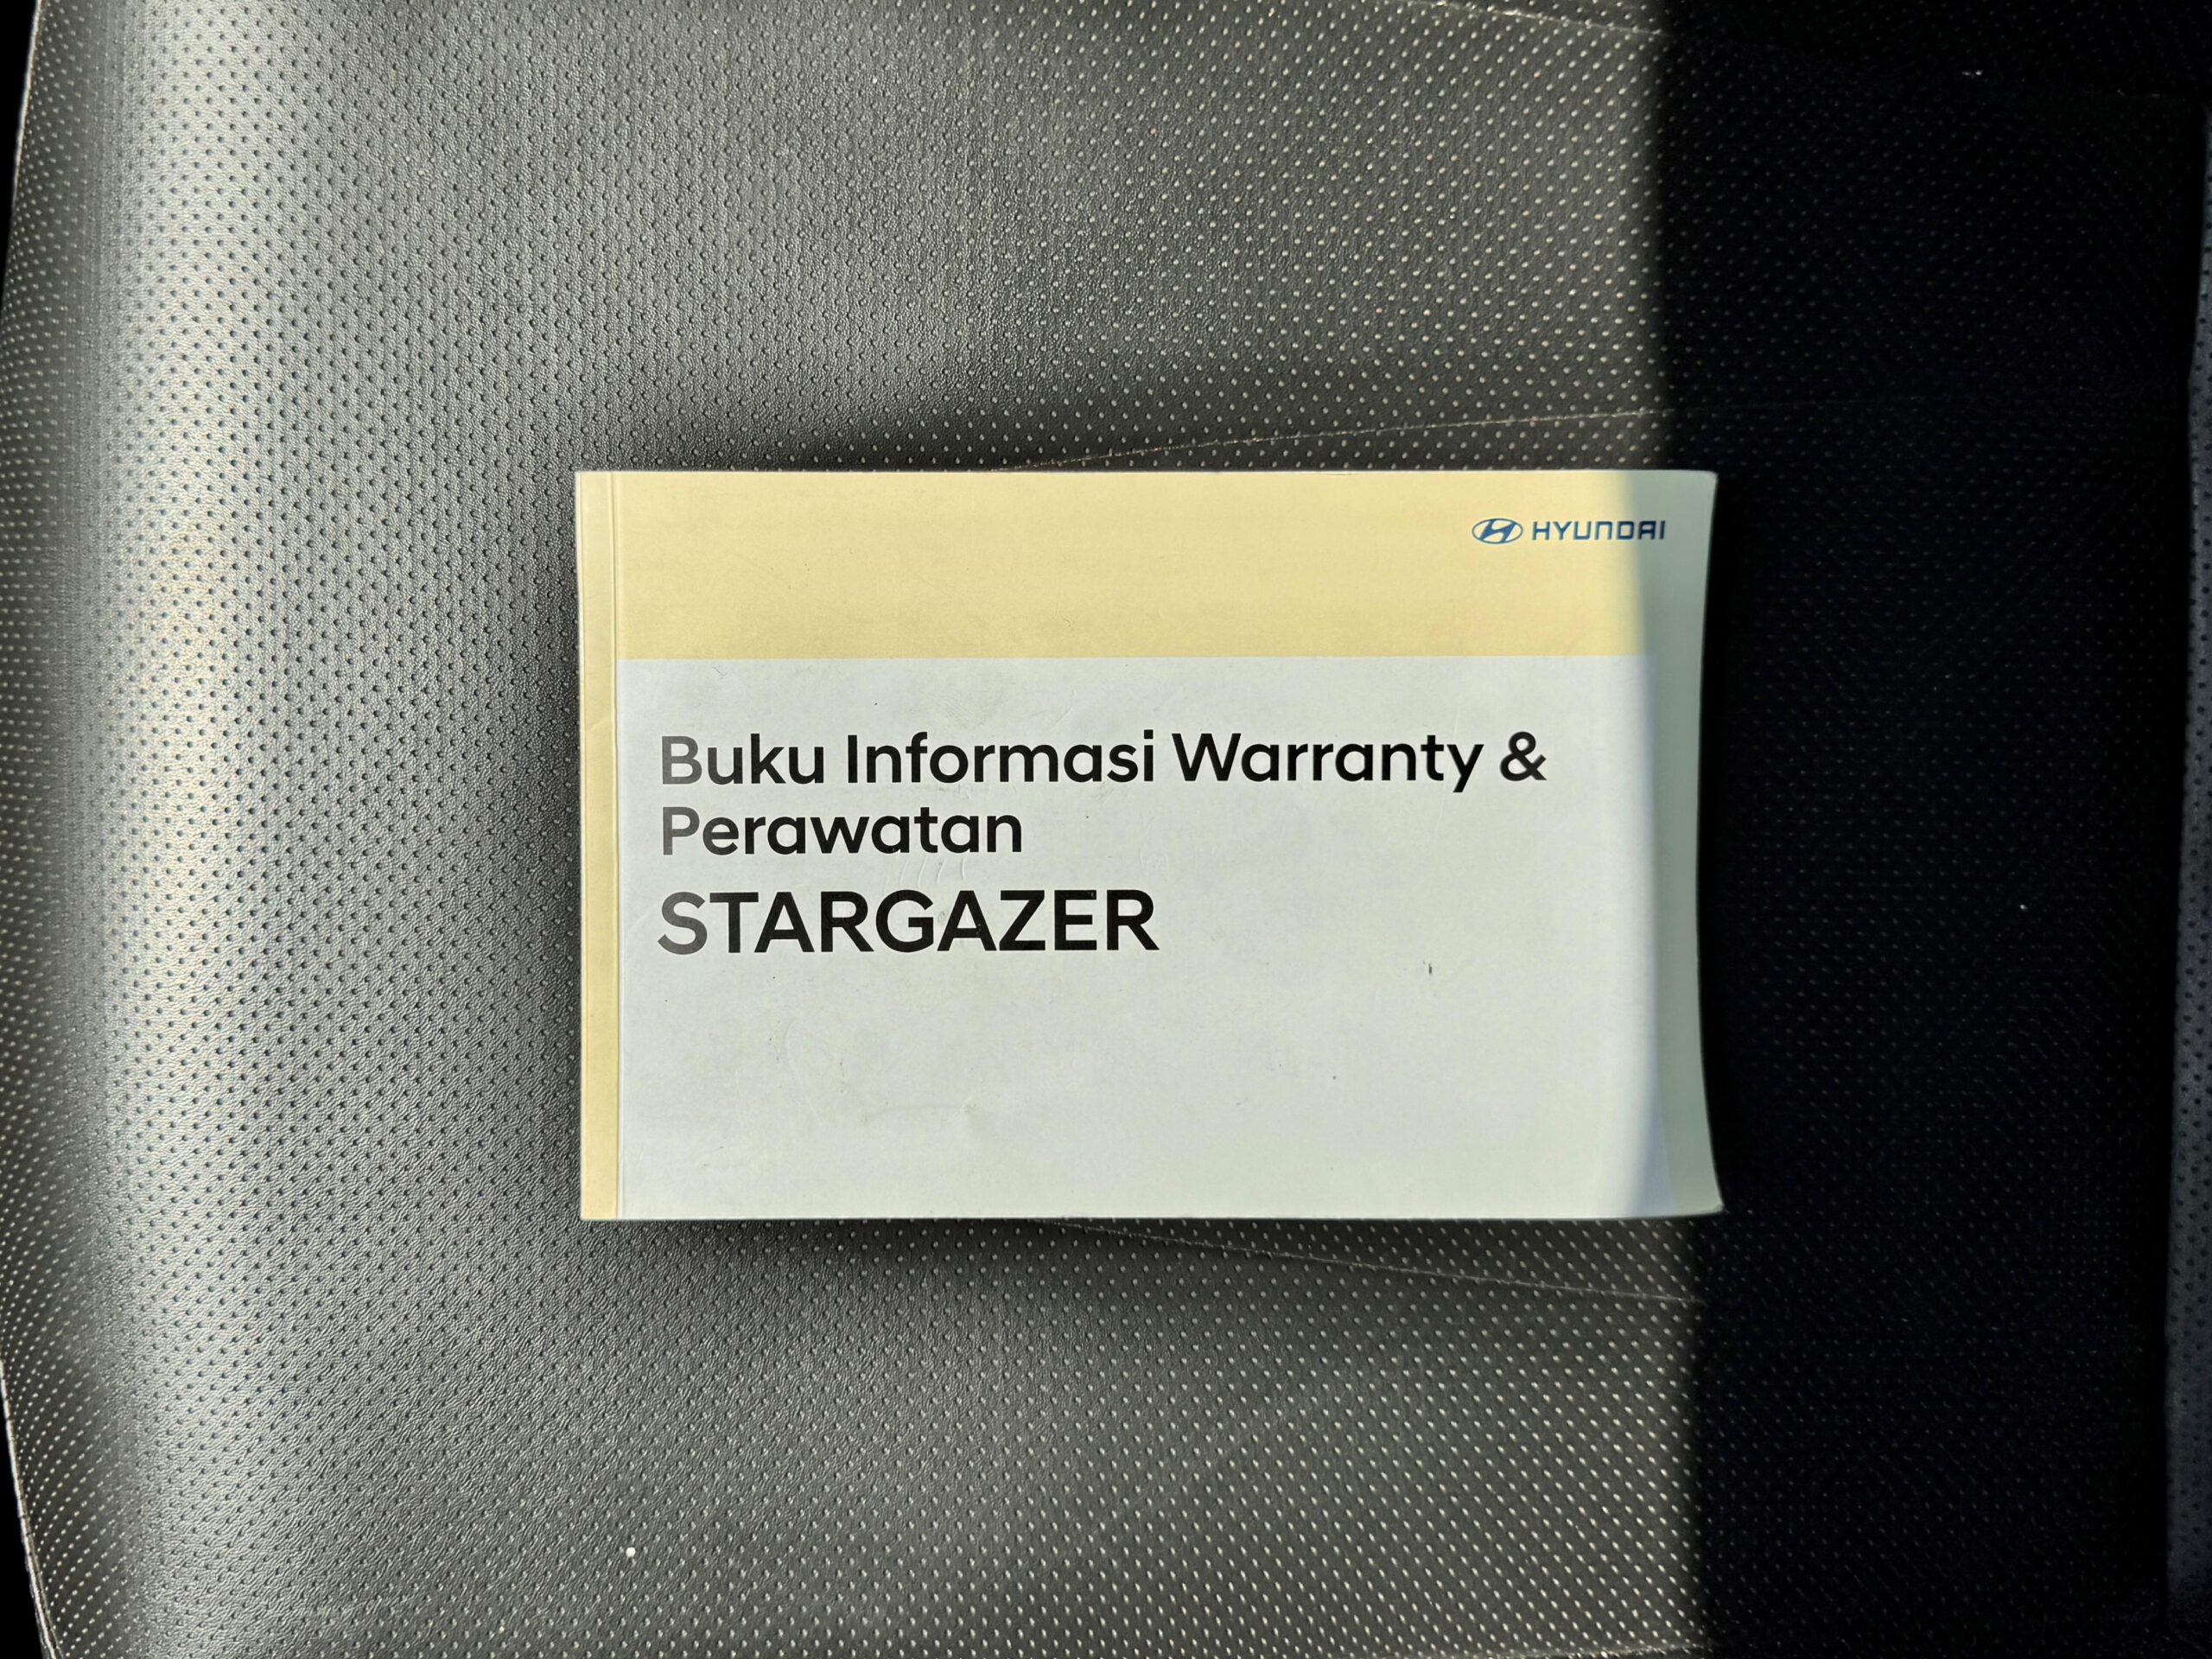 HYUNDAI
Buku Informasi Warranty &
Perawatan
STARGAZER